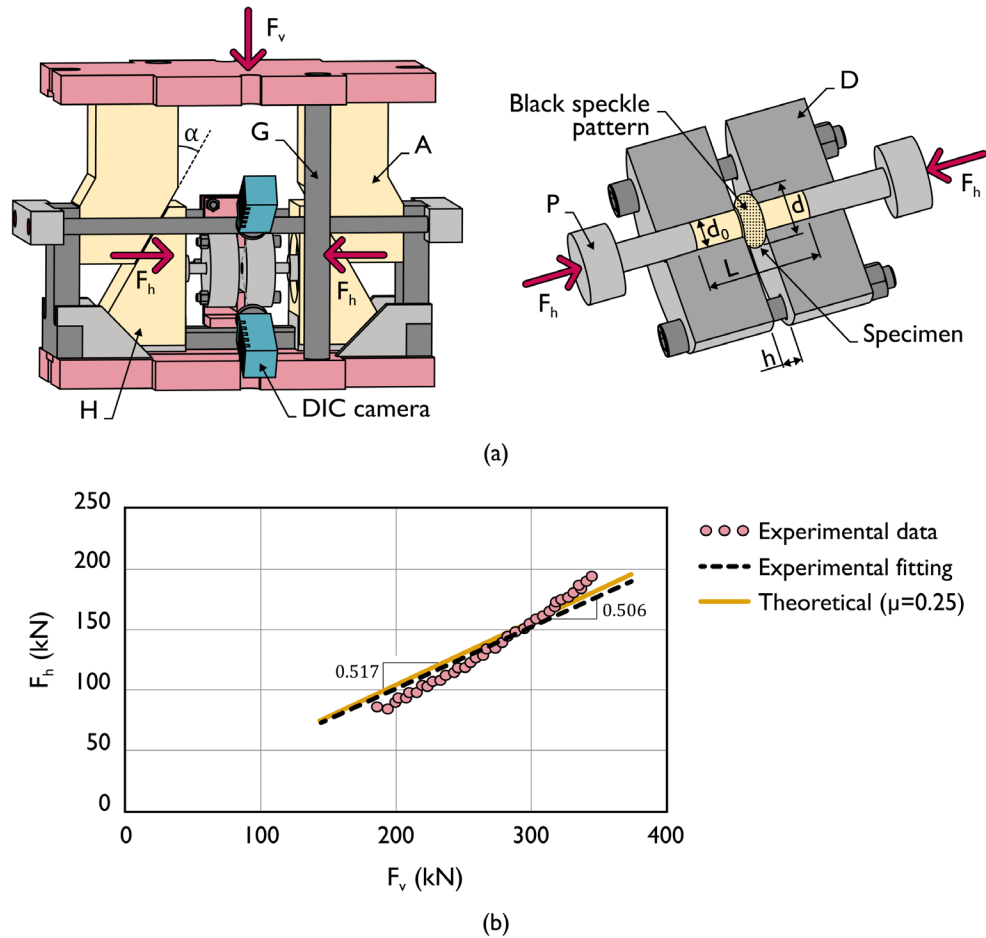 F_v
α
G
A
F_h
F_h
H
DIC camera
Black speckle
pattern
D
P
d₀
d
L
F_h
F_h
h
Specimen
(a)
250
200
150
100
50
0
F_h (kN)
0.517
0.506
0
100
200
300
400
F_v (kN)
Experimental data
Experimental fitting
Theoretical (μ=0.25)
(b)